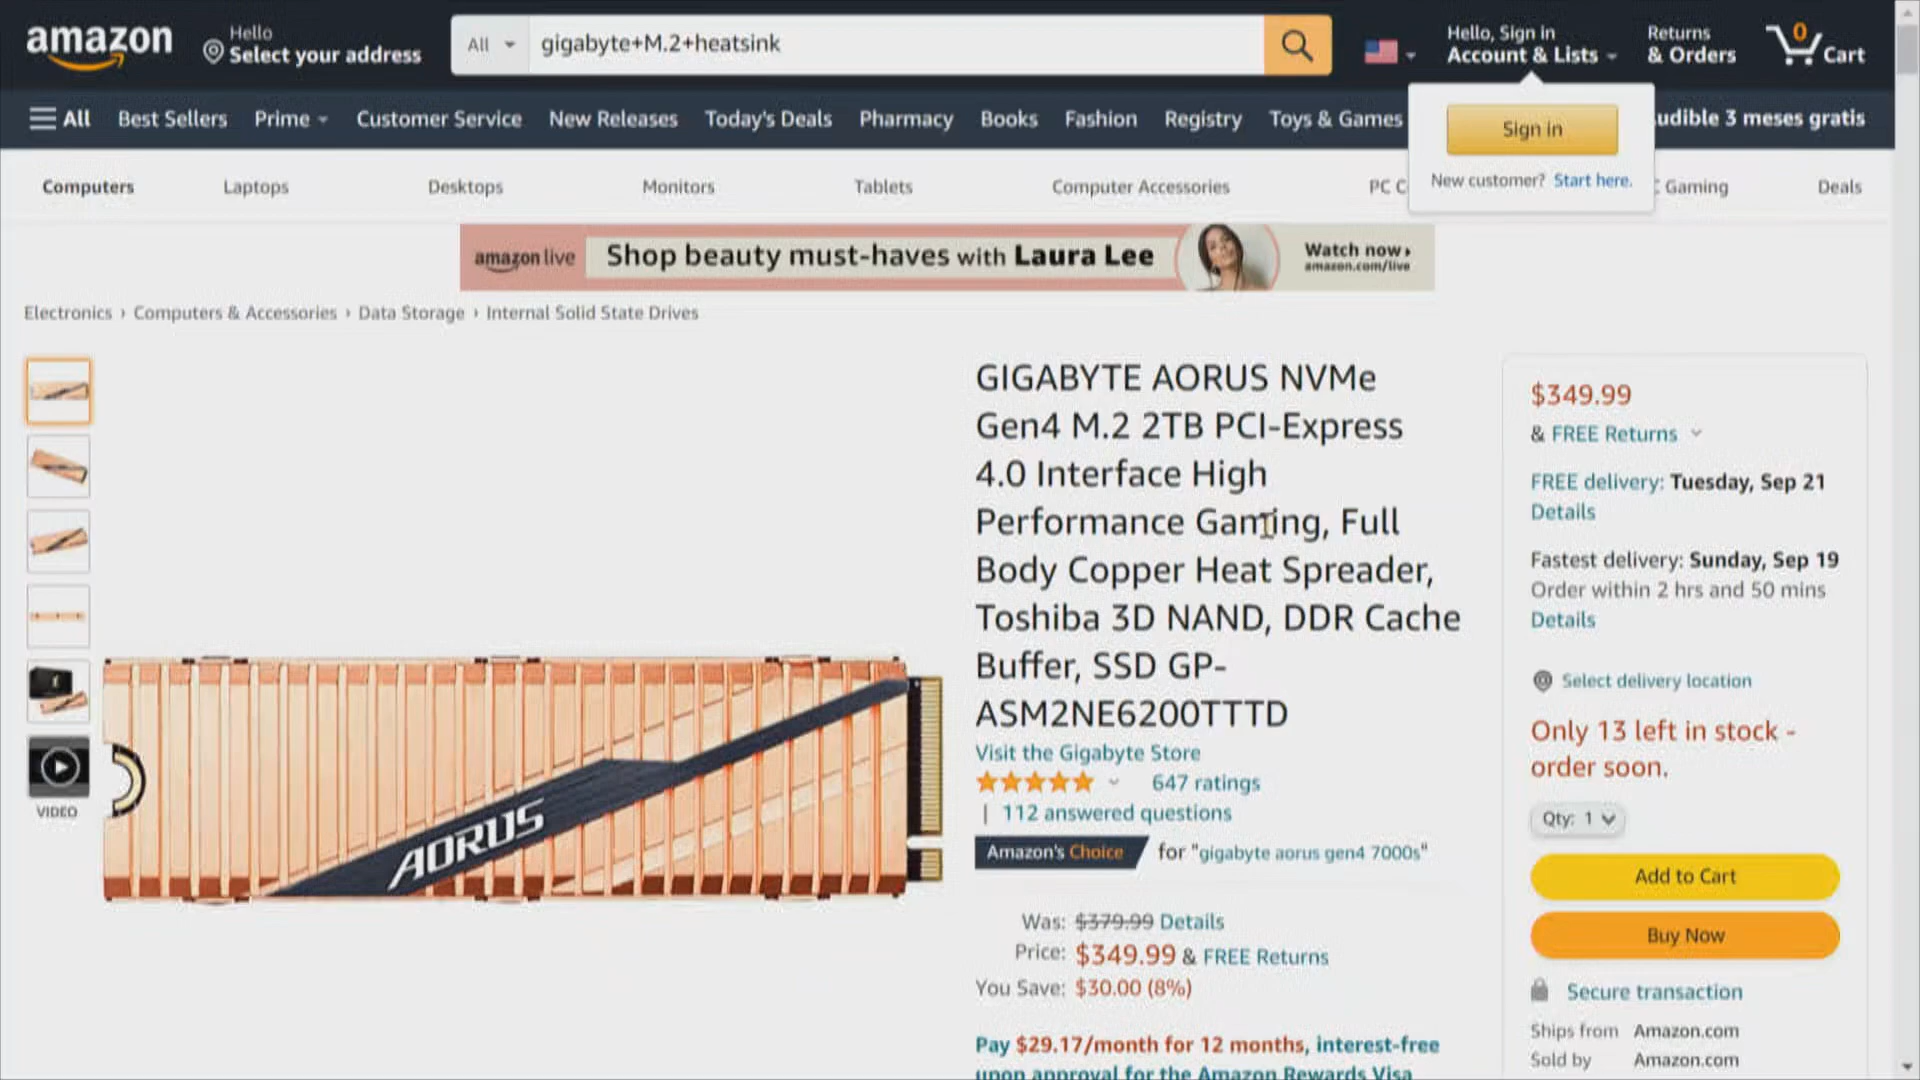 amazon
Hello
Select your address
All
gigabyte+M.2+heatsink
Hello, Sign in
Account & Lists
Returns
& Orders
0
Cart
All
Best Sellers
Prime
Customer Service
New Releases
Today's Deals
Pharmacy
Books
Fashion
Registry
Toys & Games
udible 3 meses gratis
Sign in
New customer? Start here.
Computers
Laptops
Desktops
Monitors
Tablets
Computer Accessories
PC C
Gaming
Deals
amazon live
Shop beauty must-haves with Laura Lee
Watch now
amazon.com/live
Electronics › Computers & Accessories › Data Storage › Internal Solid State Drives
VIDEO
AORUS
GIGABYTE AORUS NVMe
Gen4 M.2 2TB PCI-Express
4.0 Interface High
Performance Gaming, Full
Body Copper Heat Spreader,
Toshiba 3D NAND, DDR Cache
Buffer, SSD GP-
ASM2NE6200TTTD
Visit the Gigabyte Store
647 ratings
| 112 answered questions
Amazon's Choice for "gigabyte aorus gen4 7000s"
Was: $379.99 Details
Price: $349.99 & FREE Returns
You Save: $30.00 (8%)
Pay $29.17/month for 12 months, interest-free
upon approval for the Amazon Rewards Visa
$349.99
& FREE Returns
FREE delivery: Tuesday, Sep 21
Details
Fastest delivery: Sunday, Sep 19
Order within 2 hrs and 50 mins
Details
Select delivery location
Only 13 left in stock -
order soon.
Qty: 1
Add to Cart
Buy Now
Secure transaction
Ships from Amazon.com
Sold by Amazon.com